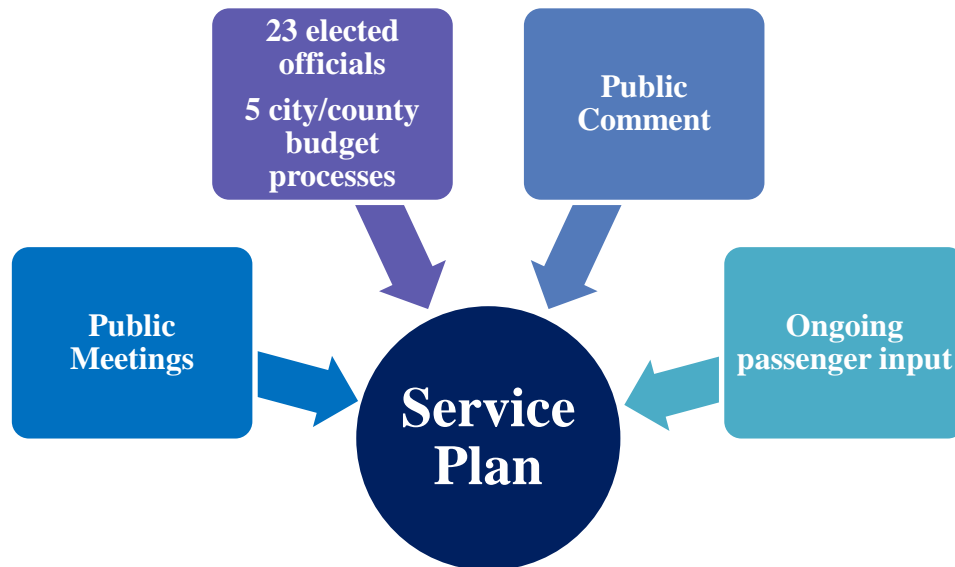 23 elected
officials
5 city/county
budget
processes
Public
Comment
Public
Meetings
Ongoing
passenger input
Service
Plan